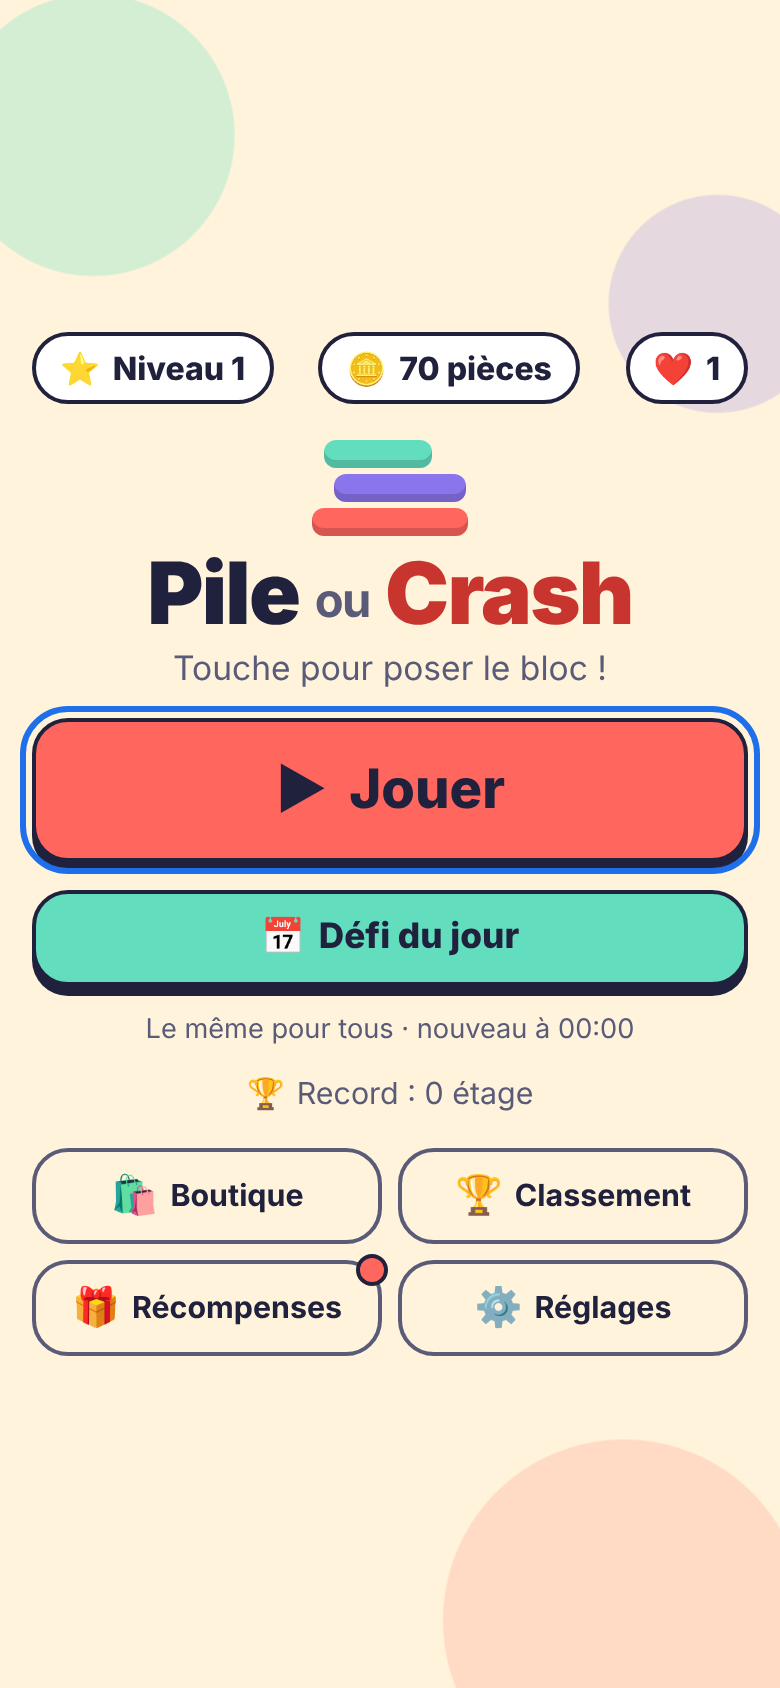 ⭐ Niveau 1
🪙 70 pièces
❤️ 1
Pile ou Crash
Touche pour poser le bloc !
▶ Jouer
📅 Défi du jour
Le même pour tous · nouveau à 00:00
🏆 Record : 0 étage
🛍️ Boutique
🏆 Classement
🎁 Récompenses
⚙️ Réglages